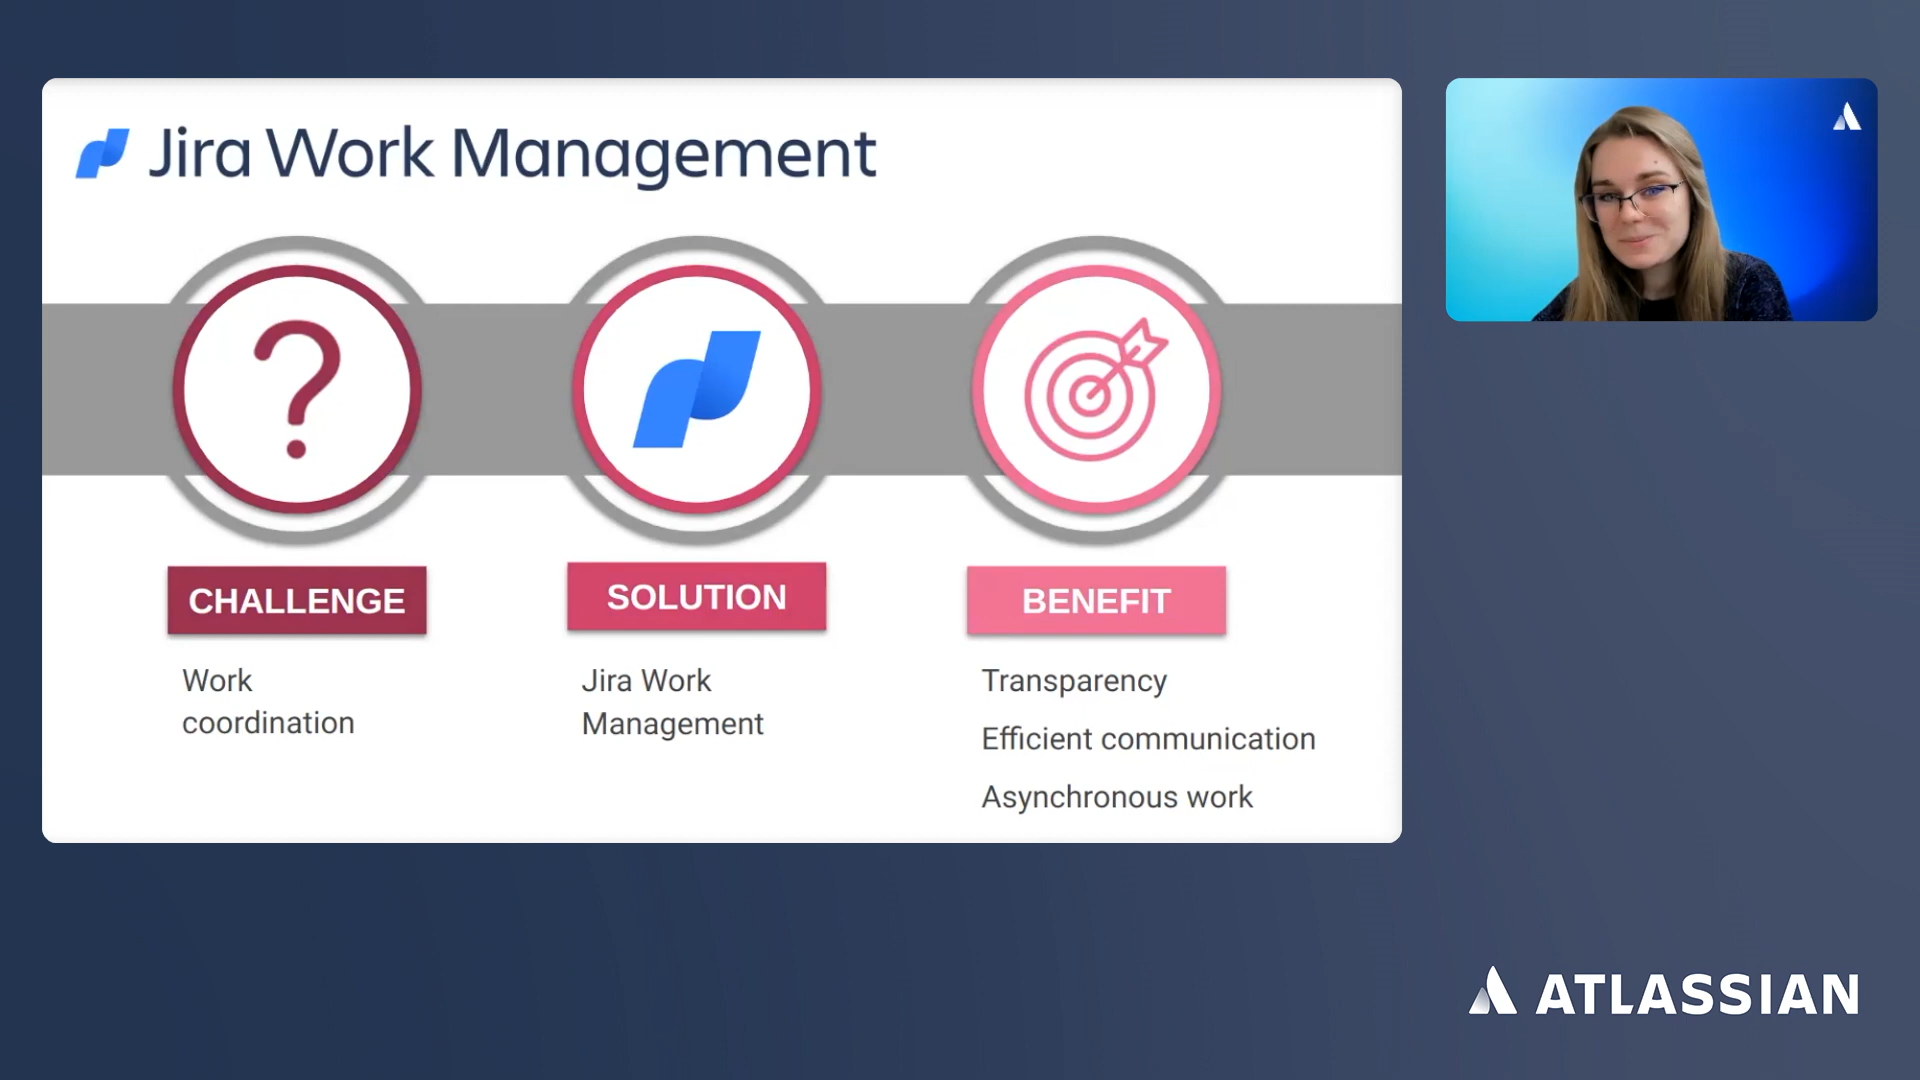 Jira Work Management
?
CHALLENGE
Work
coordination
SOLUTION
Jira Work
Management
BENEFIT
Transparency
Efficient communication
Asynchronous work
ATLASSIAN